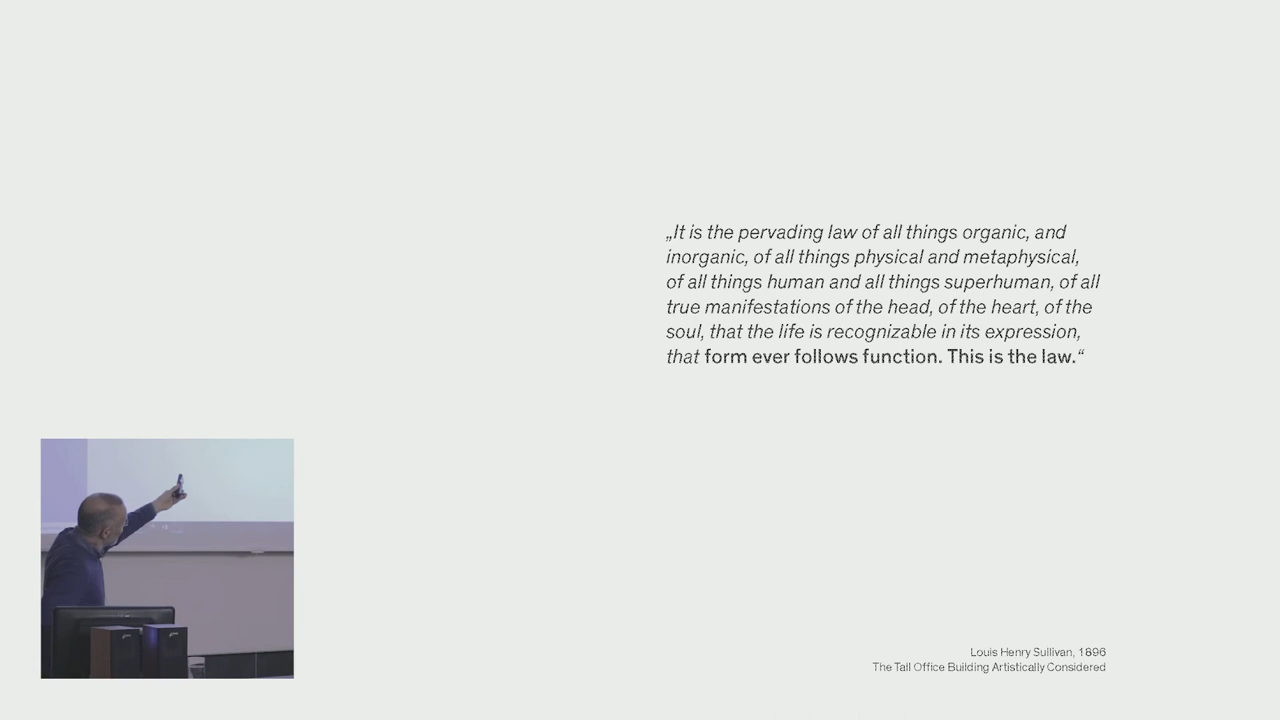 „It is the pervading law of all things organic, and
inorganic, of all things physical and metaphysical,
of all things human and all things superhuman, of all
true manifestations of the head, of the heart, of the
soul, that the life is recognizable in its expression,
that form ever follows function. This is the law.“
Louis Henry Sullivan, 1896
The Tall Office Building Artistically Considered